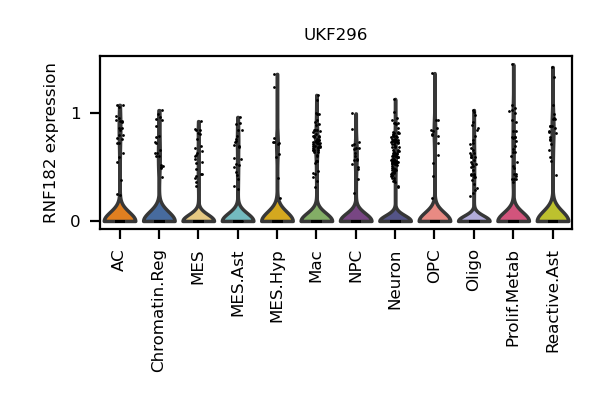 UKF296
RNF182 expression
1
0
AC
Chromatin.Reg
MES
MES.Ast
MES.Hyp
Mac
NPC
Neuron
OPC
Oligo
Prolif.Metab
Reactive.Ast